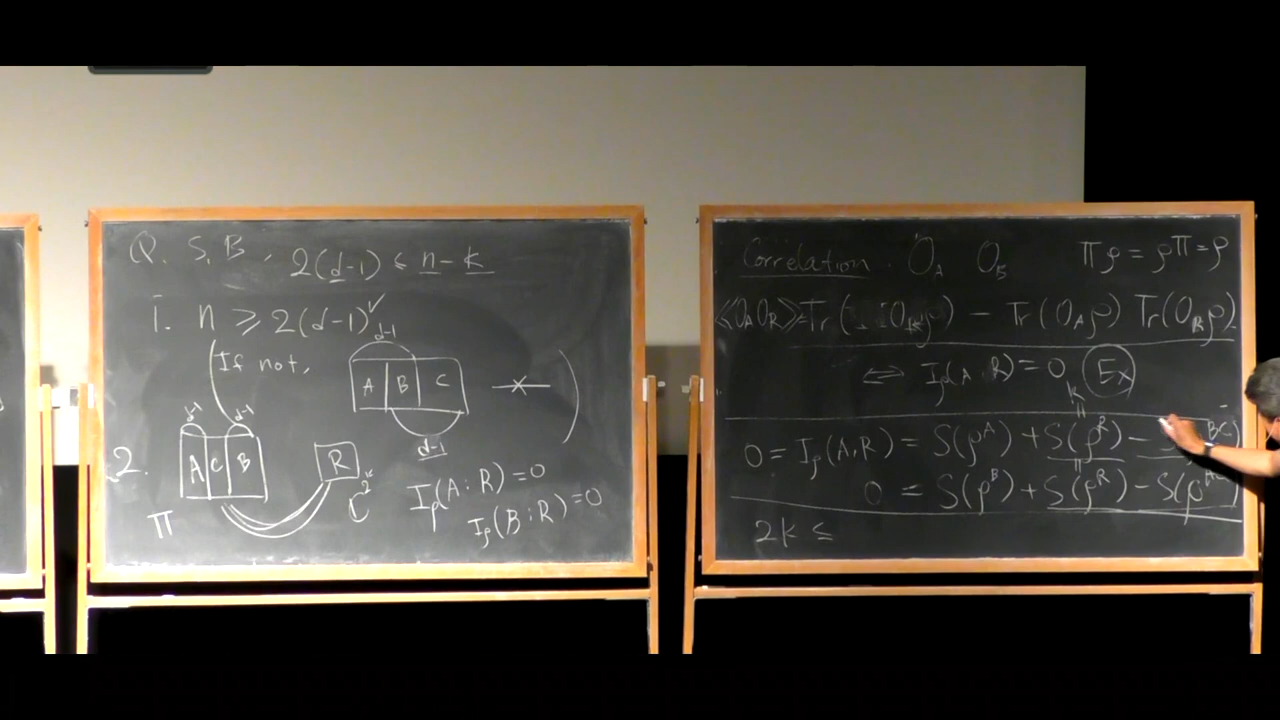 Q. S. B. 2(d-1) ≤ n - k
1. n ≥ 2(d-1) ✓
If not,
d-1
A B C
d-1
2.
d-1 d-1
A C B
R
Π
I_ρ(A : R) = 0
I_ρ(B : R) = 0
Correlation O_A O_B Πρ = ρΠ = ρ
⟨⟨O_A O_R⟩⟩ = Tr( O ρ) - Tr(O_A ρ) Tr(O_R ρ)
⇔ I_ρ(A : R) = 0 Ex
k
0 = I_ρ(A, R) = S(ρ^A) + S(ρ^R) - BC)
0 = S(ρ^B) + S(ρ^R) - S(ρ^A
2k ≤